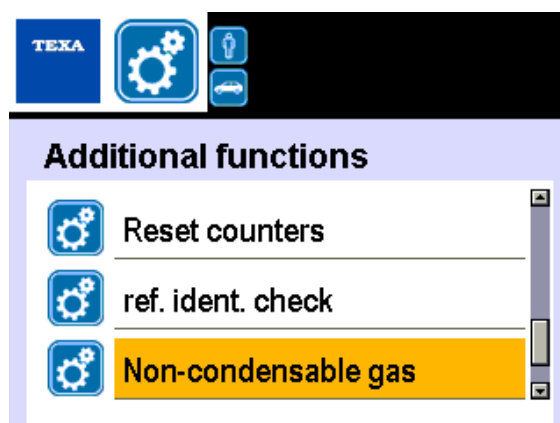 TEXA
Additional functions
Reset counters
ref. ident. check
Non-condensable gas